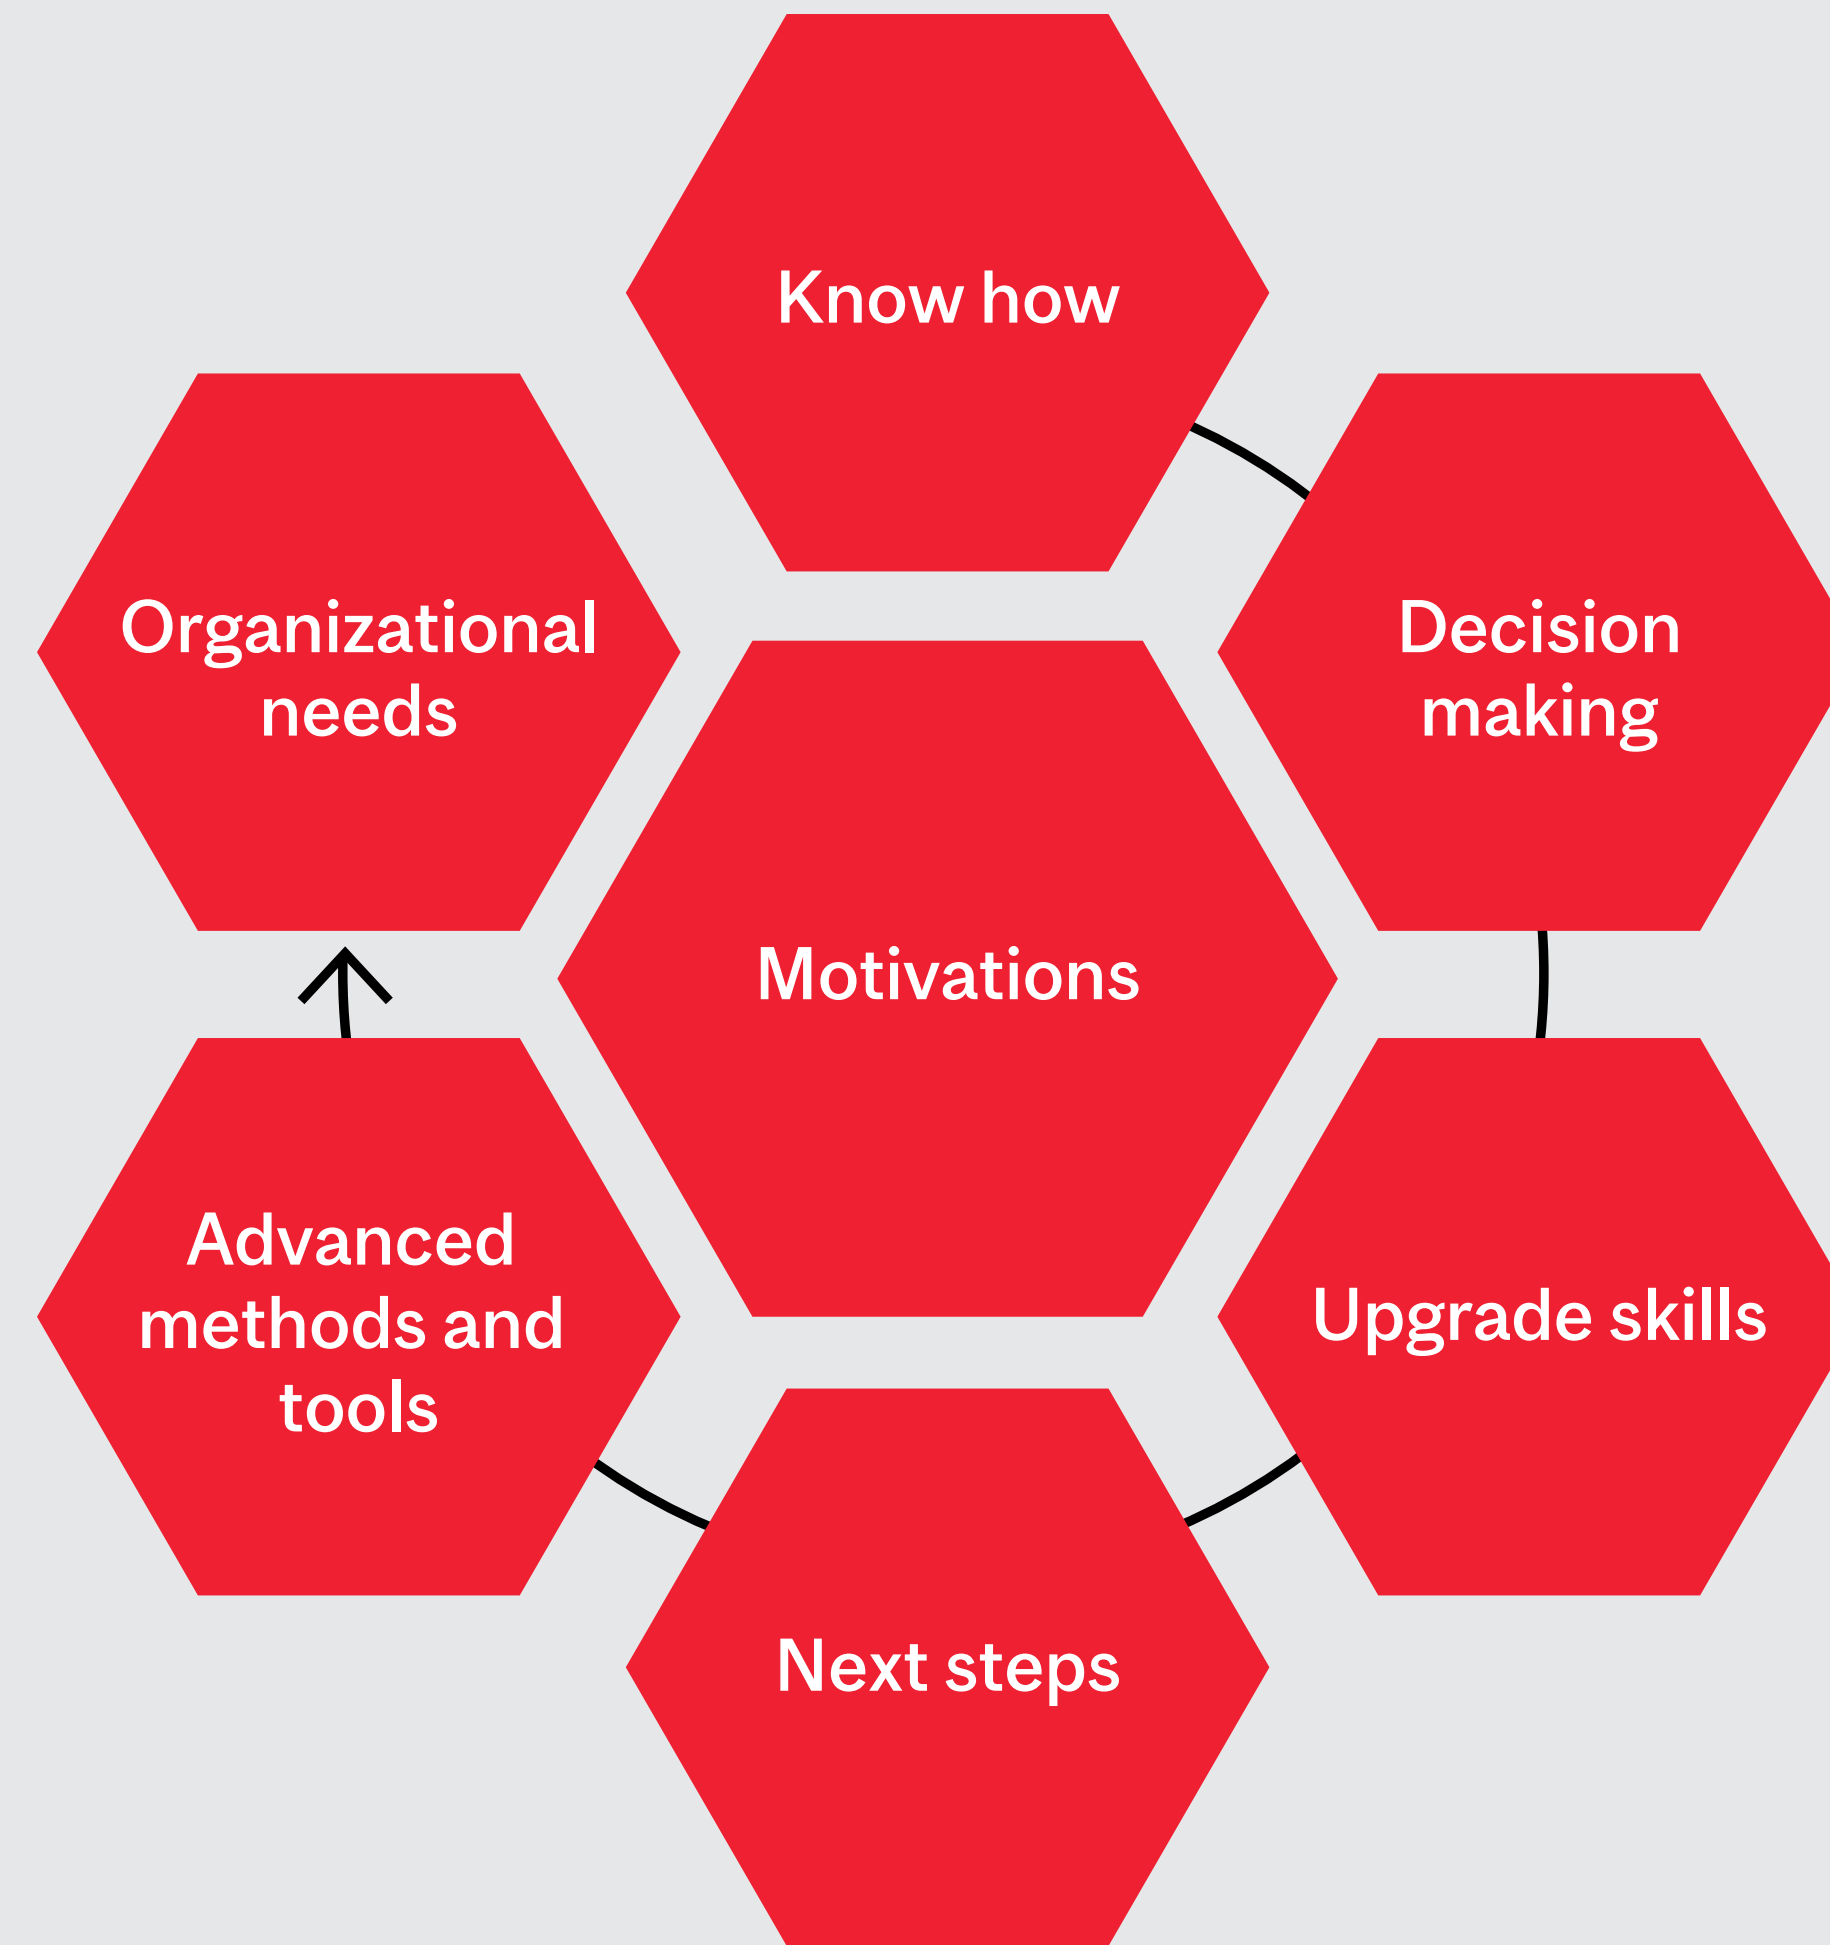 Know how
Organizational
needs
Decision
making
Motivations
Advanced
methods and
tools
Upgrade skills
Next steps